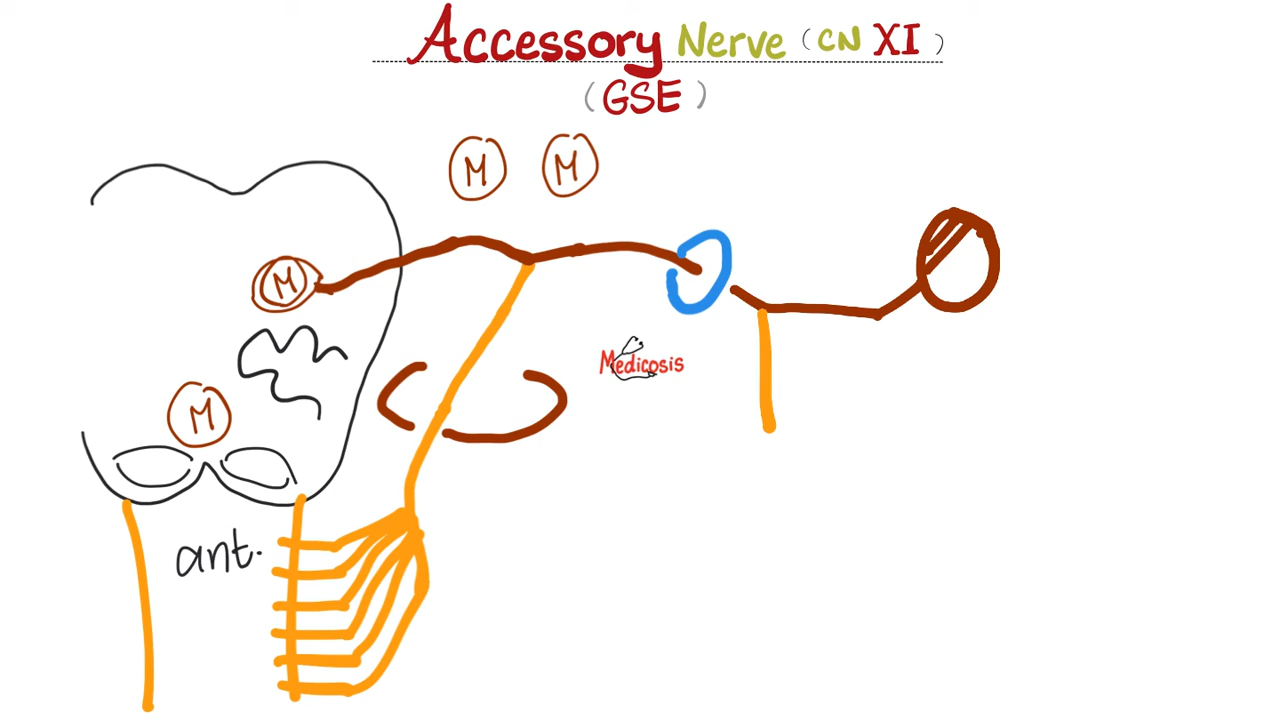 Accessory Nerve (CN XI)
(GSE)
M M
M
Medicosis
M
ant.